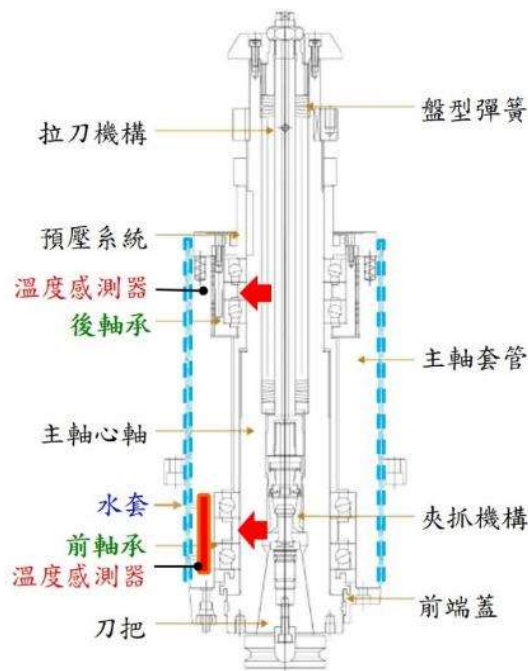 盤型彈簧
拉刀機構
預壓系統
溫度感測器
後軸承
主軸套管
主軸心軸
水套
夾抓機構
前軸承
溫度感測器
前端蓋
刀把